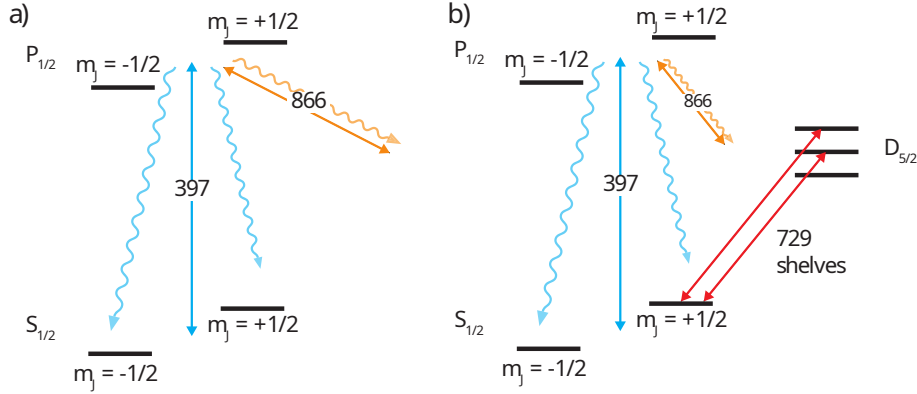 a)
m_J = +1/2
P_1/2
m_J = -1/2
866
397
S_1/2
m_J = +1/2
m_J = -1/2
b)
m_J = +1/2
P_1/2
m_J = -1/2
866
D_5/2
397
729
shelves
S_1/2
m_J = +1/2
m_J = -1/2